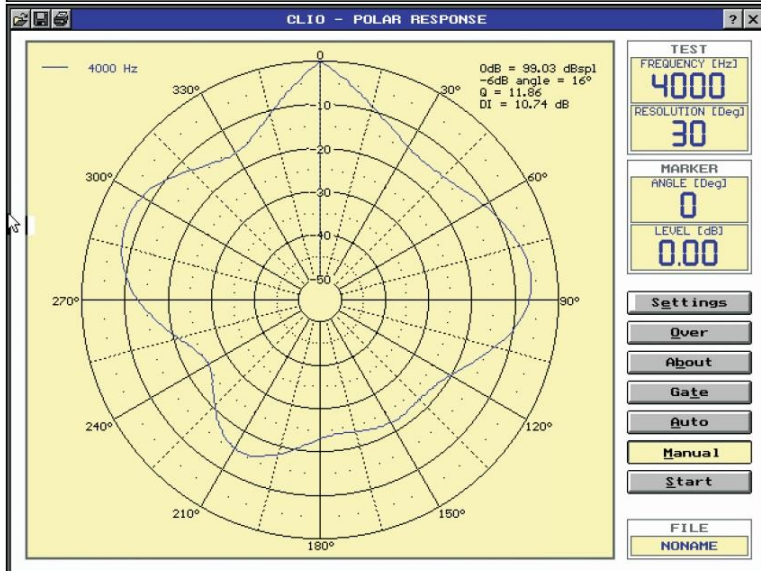 CLIO - POLAR RESPONSE
? X
4000 Hz
0dB = 99.03 dBspl
-6dB angle = 16°
Q = 11.86
DI = 10.74 dB
0
330°
30°
-10
-20
300°
60°
-30
-40
-50
270°
90°
240°
120°
210°
150°
180°
TEST
FREQUENCY [Hz]
4000
RESOLUTION [Deg]
30
MARKER
ANGLE [Deg]
0
LEVEL [dB]
0.00
Settings
Over
About
Gate
Auto
Manual
Start
FILE
NONAME